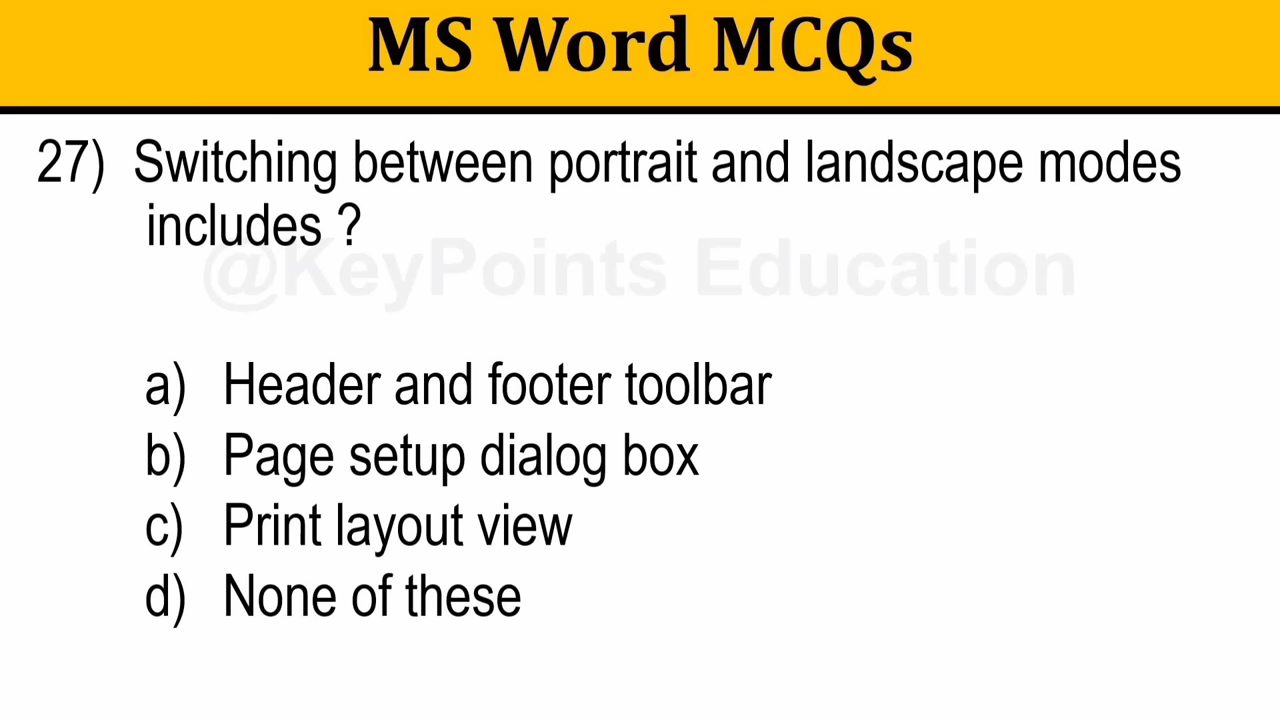 MS Word MCQs
27) Switching between portrait and landscape modes
includes ?
@KeyPoints Education
a) Header and footer toolbar
b) Page setup dialog box
c) Print layout view
d) None of these